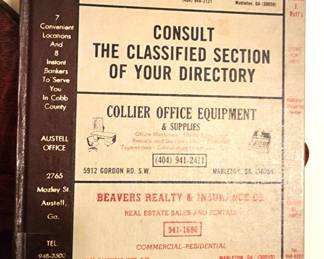 7
Convenient
Locations
And
8
Instant
Bankers
To Serve
You in
Cobb
County
AUSTELL
OFFICE
2765
Mozley St.
Austell,
Ga.
TEL.
948-3300
MABLETON, GA (30059)
CONSULT
THE CLASSIFIED SECTION
OF YOUR DIRECTORY
COLLIER OFFICE EQUIPMENT
& SUPPLIES
(404) 941-2411
5912 GORDON RD. S.W.
MABLETON, GA. (30059)
BEAVERS REALTY & INSURANCE CO.
REAL ESTATE SALES AND RENTALS
941-1686
COMMERCIAL-RESIDENTIAL